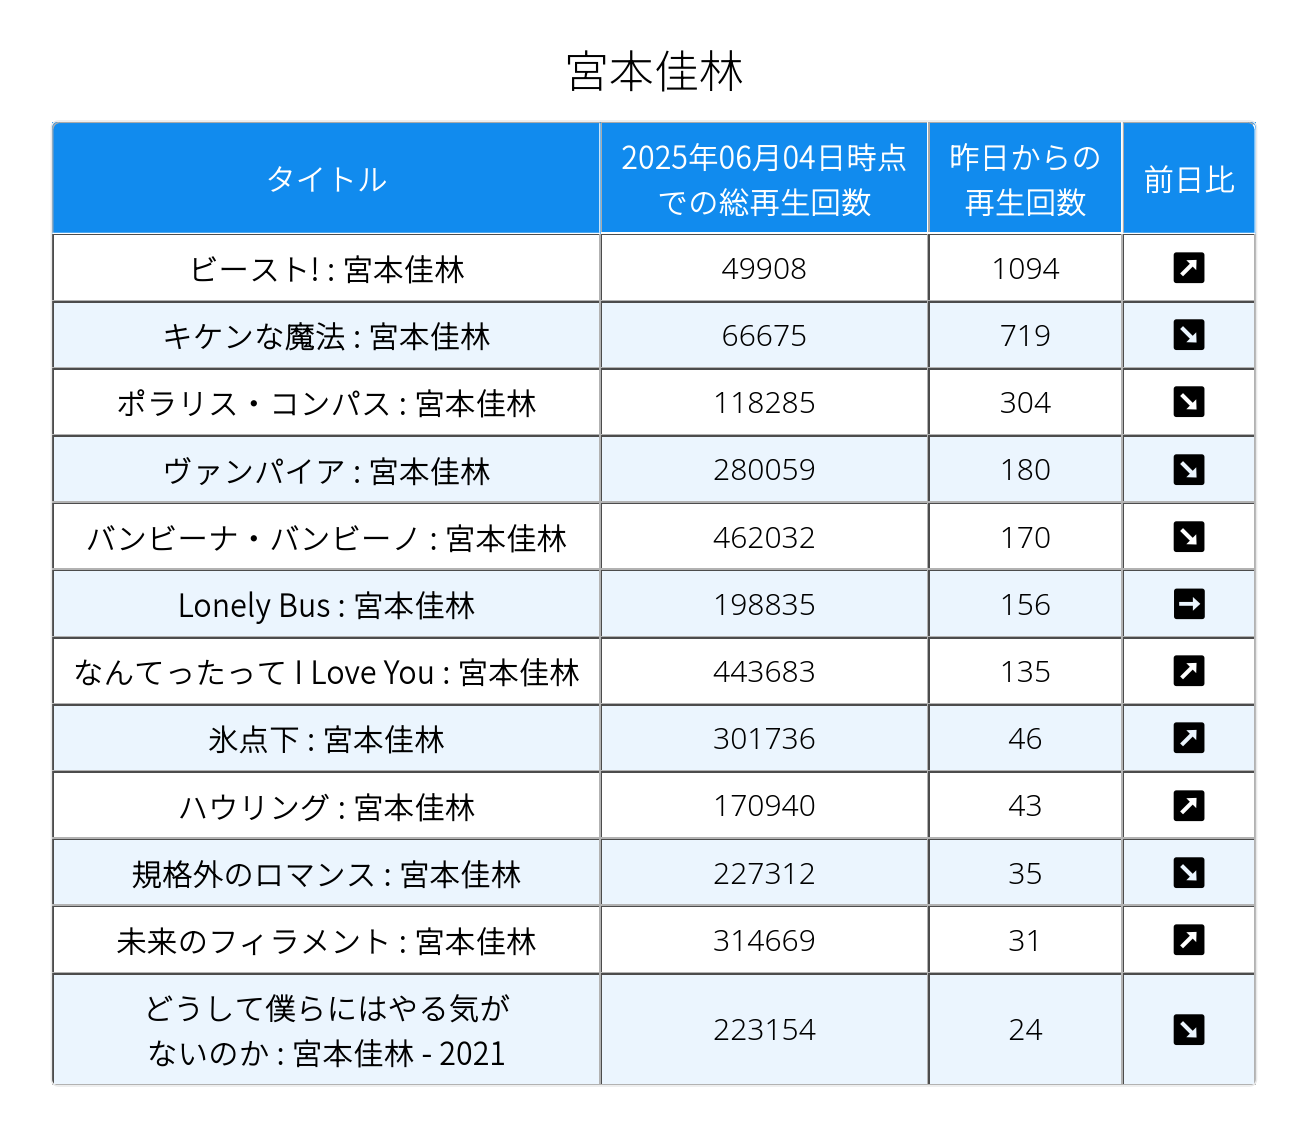 宮本佳林
タイトル 2025年06月04日時点 昨日からの 前日比
での総再生回数 再生回数
ビースト! : 宮本佳林 49908 1094 ↗
キケンな魔法 : 宮本佳林 66675 719 ↘
ポラリス・コンパス : 宮本佳林 118285 304 ↘
ヴァンパイア : 宮本佳林 280059 180 ↘
バンビーナ・バンビーノ : 宮本佳林 462032 170 ↘
Lonely Bus : 宮本佳林 198835 156 →
なんてったって I Love You : 宮本佳林 443683 135 ↗
氷点下 : 宮本佳林 301736 46 ↗
ハウリング : 宮本佳林 170940 43 ↗
規格外のロマンス : 宮本佳林 227312 35 ↘
未来のフィラメント : 宮本佳林 314669 31 ↗
どうして僕らにはやる気が
ないのか : 宮本佳林 - 2021 223154 24 ↘